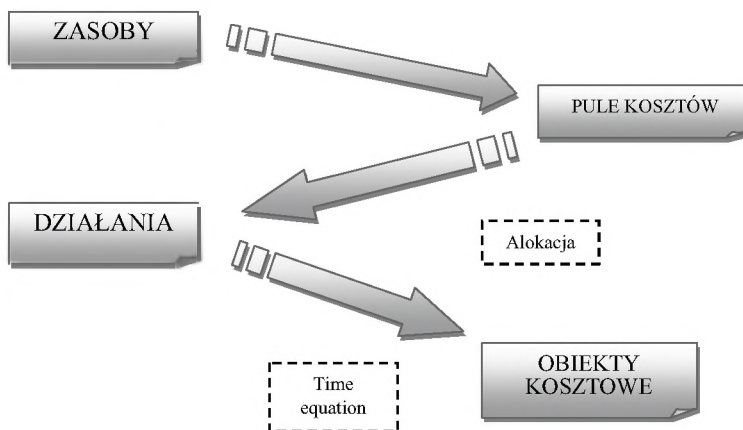 ZASOBY
PULE KOSZTÓW
DZIAŁANIA
Alokacja
OBIEKTY
KOSZTOWE
Time
equation